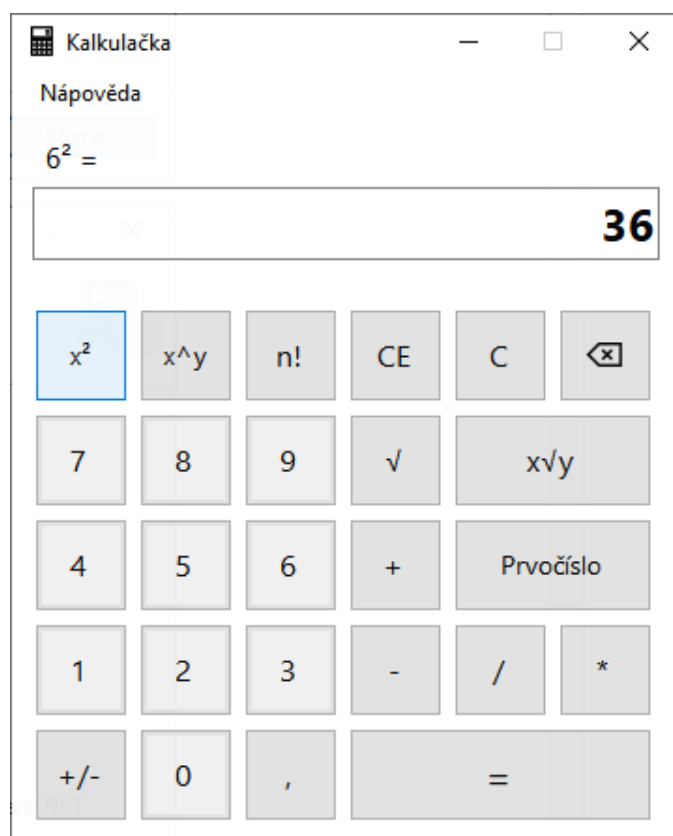 Kalkulačka
Nápověda
6² =
36
x² x^y n! CE C
7 8 9 √ x√y
4 5 6 + Prvočíslo
1 2 3 - / *
+/- 0 , =